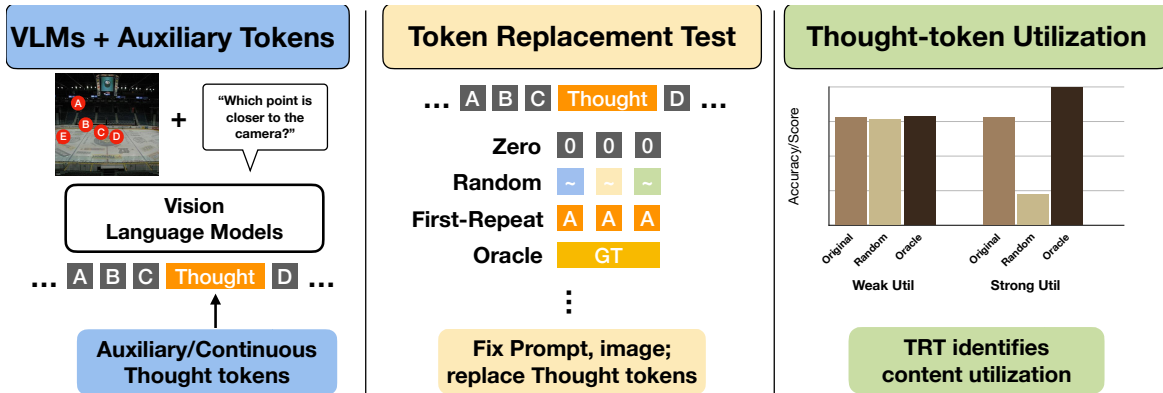 VLMs + Auxiliary Tokens
A
B
C
D
E
+
“Which point is
closer to the
camera?”
Vision
Language Models
... A B C Thought D ...
Auxiliary/Continuous
Thought tokens
Token Replacement Test
... A B C Thought D ...
Zero 0 0 0
Random ~ ~ ~
First-Repeat A A A
Oracle GT
Fix Prompt, image;
replace Thought tokens
Thought-token Utilization
Accuracy/Score
Original Random Oracle Original Random Oracle
Weak Util Strong Util
TRT identifies
content utilization